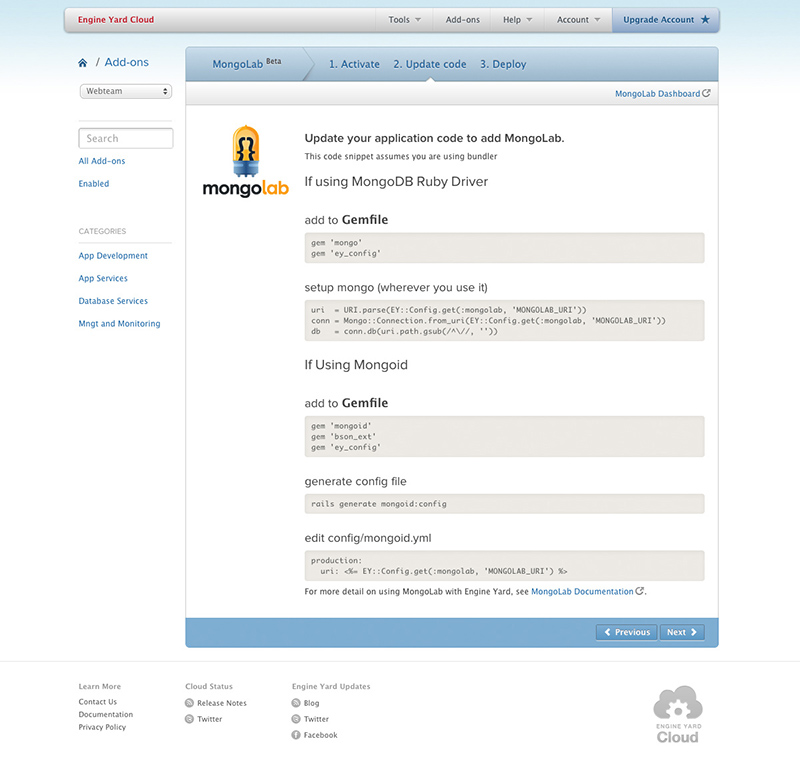 Engine Yard Cloud
Tools
Add-ons
Help
Account
Upgrade Account
/ Add-ons
Webteam
Search
All Add-ons
Enabled
CATEGORIES
App Development
App Services
Database Services
Mngt and Monitoring
MongoLab Beta
1. Activate
2. Update code
3. Deploy
MongoLab Dashboard
mongolab
Update your application code to add MongoLab.
This code snippet assumes you are using bundler
If using MongoDB Ruby Driver
add to Gemfile
gem 'mongo'
gem 'ey_config'
setup mongo (wherever you use it)
uri  = URI.parse(EY::Config.get(:mongolab, 'MONGOLAB_URI'))
conn = Mongo::Connection.from_uri(EY::Config.get(:mongolab, 'MONGOLAB_URI'))
db   = conn.db(uri.path.gsub(/^\//, ''))
If Using Mongoid
add to Gemfile
gem 'mongoid'
gem 'bson_ext'
gem 'ey_config'
generate config file
rails generate mongoid:config
edit config/mongoid.yml
production:
  uri: <%= EY::Config.get(:mongolab, 'MONGOLAB_URI') %>
For more detail on using MongoLab with Engine Yard, see MongoLab Documentation.
Previous
Next
Learn More
Contact Us
Documentation
Privacy Policy
Cloud Status
Release Notes
Twitter
Engine Yard Updates
Blog
Twitter
Facebook
ENGINE YARD
Cloud